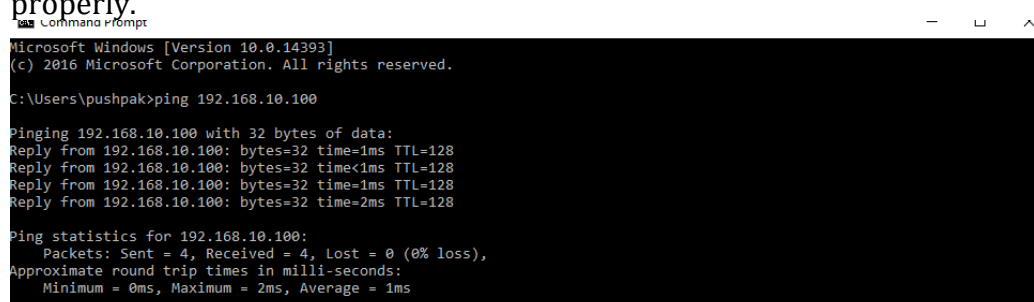 properly.
Command Prompt
Microsoft Windows [Version 10.0.14393]
(c) 2016 Microsoft Corporation. All rights reserved.
C:\Users\pushpak>ping 192.168.10.100
Pinging 192.168.10.100 with 32 bytes of data:
Reply from 192.168.10.100: bytes=32 time=1ms TTL=128
Reply from 192.168.10.100: bytes=32 time<1ms TTL=128
Reply from 192.168.10.100: bytes=32 time=1ms TTL=128
Reply from 192.168.10.100: bytes=32 time=2ms TTL=128
Ping statistics for 192.168.10.100:
    Packets: Sent = 4, Received = 4, Lost = 0 (0% loss),
Approximate round trip times in milli-seconds:
    Minimum = 0ms, Maximum = 2ms, Average = 1ms